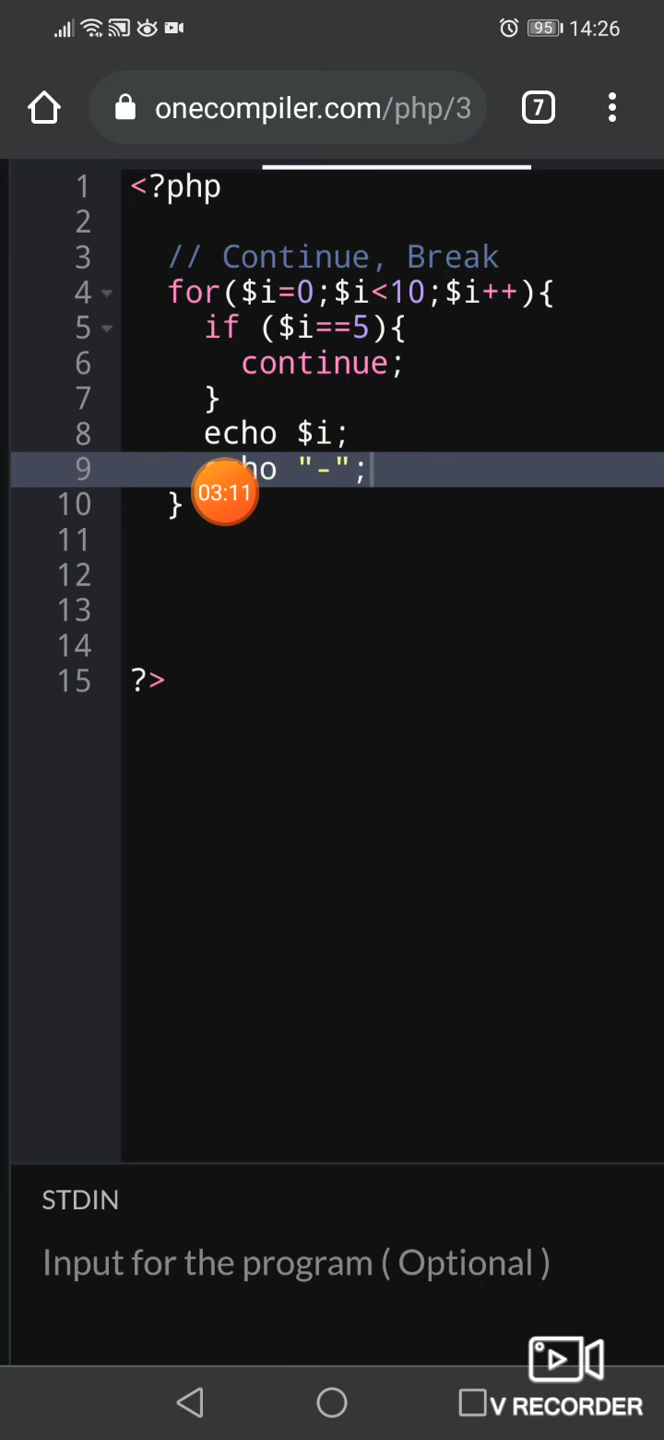 95 14:26
onecompiler.com/php/3
7
1 <?php
2
3 // Continue, Break
4 for($i=0;$i<10;$i++){
5 if ($i==5){
6 continue;
7 }
8 echo $i;
9 ho "-";
03:11
10 }
11
12
13
14
15 ?>
STDIN
Input for the program ( Optional )
V RECORDER